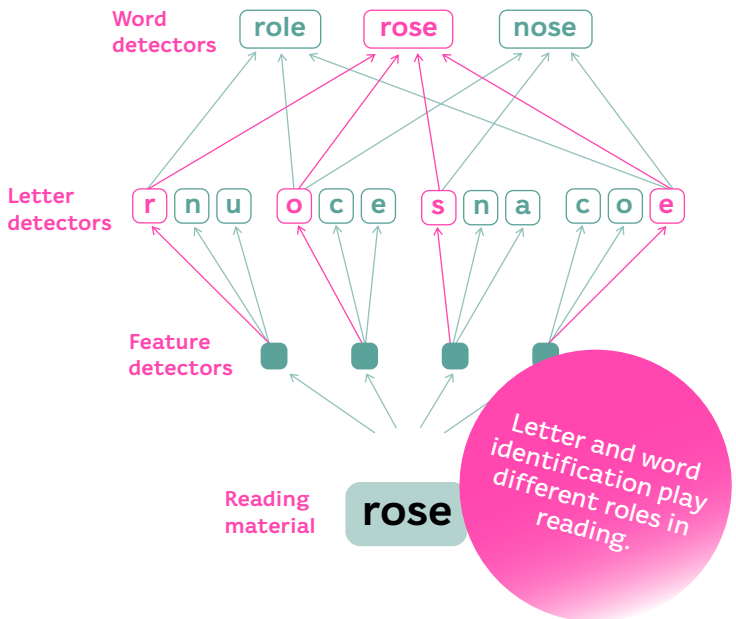 Word
detectors
role rose nose
Letter
detectors
r n u o c e s n a c o e
Feature
detectors
Reading
material
rose
Letter and word
identification play
different roles in
reading.